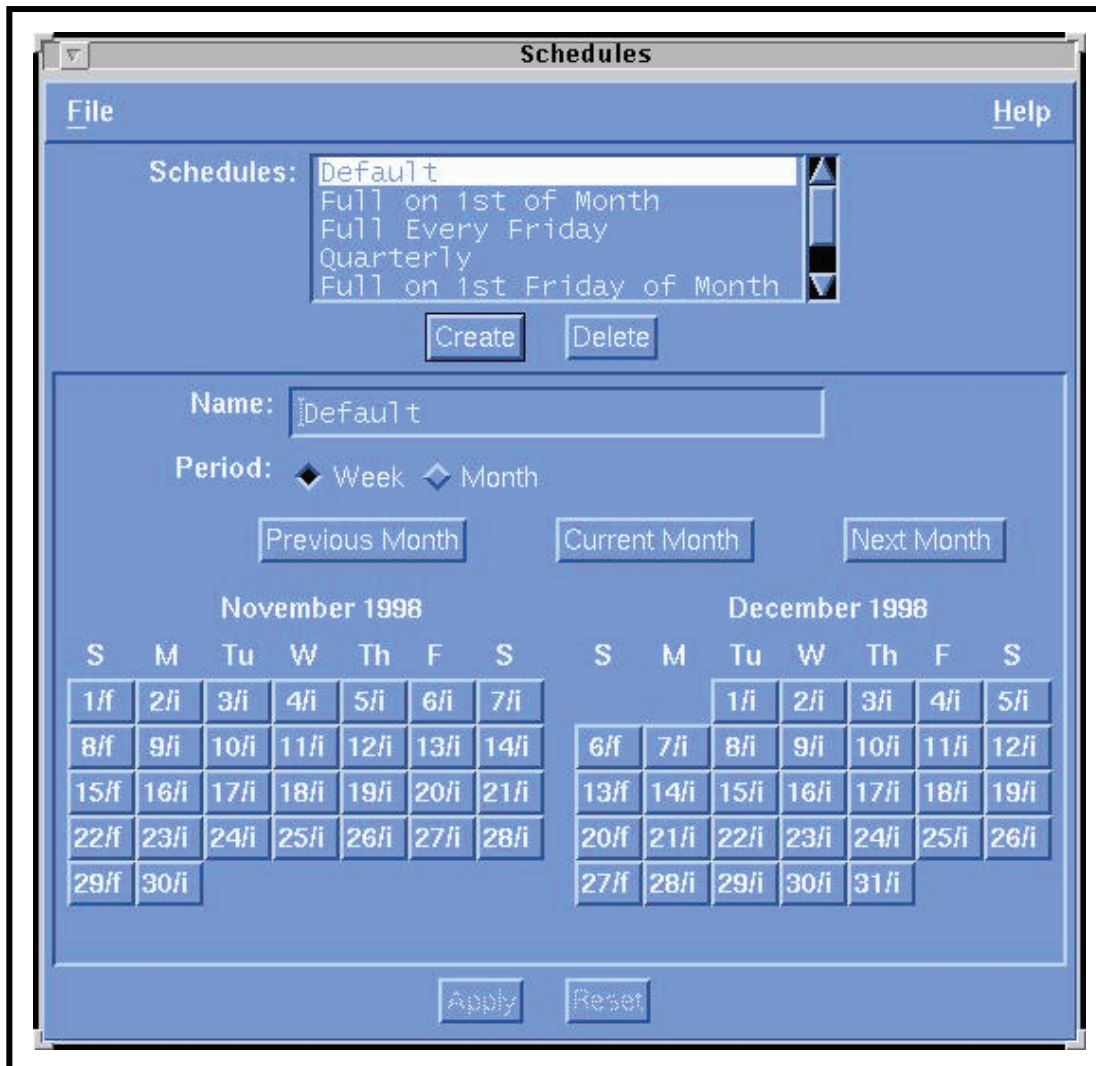 Schedules
File Help
Schedules: Default
Full on 1st of Month
Full Every Friday
Quarterly
Full on 1st Friday of Month
Create Delete
Name: Default
Period: Week Month
Previous Month Current Month Next Month
November 1998 December 1998
S M Tu W Th F S S M Tu W Th F S
1/f 2/i 3/i 4/i 5/i 6/i 7/i 1/i 2/i 3/i 4/i 5/i
8/f 9/i 10/i 11/i 12/i 13/i 14/i 6/f 7/i 8/i 9/i 10/i 11/i 12/i
15/f 16/i 17/i 18/i 19/i 20/i 21/i 13/f 14/i 15/i 16/i 17/i 18/i 19/i
22/f 23/i 24/i 25/i 26/i 27/i 28/i 20/f 21/i 22/i 23/i 24/i 25/i 26/i
29/f 30/i 27/f 28/i 29/i 30/i 31/i
Apply Reset